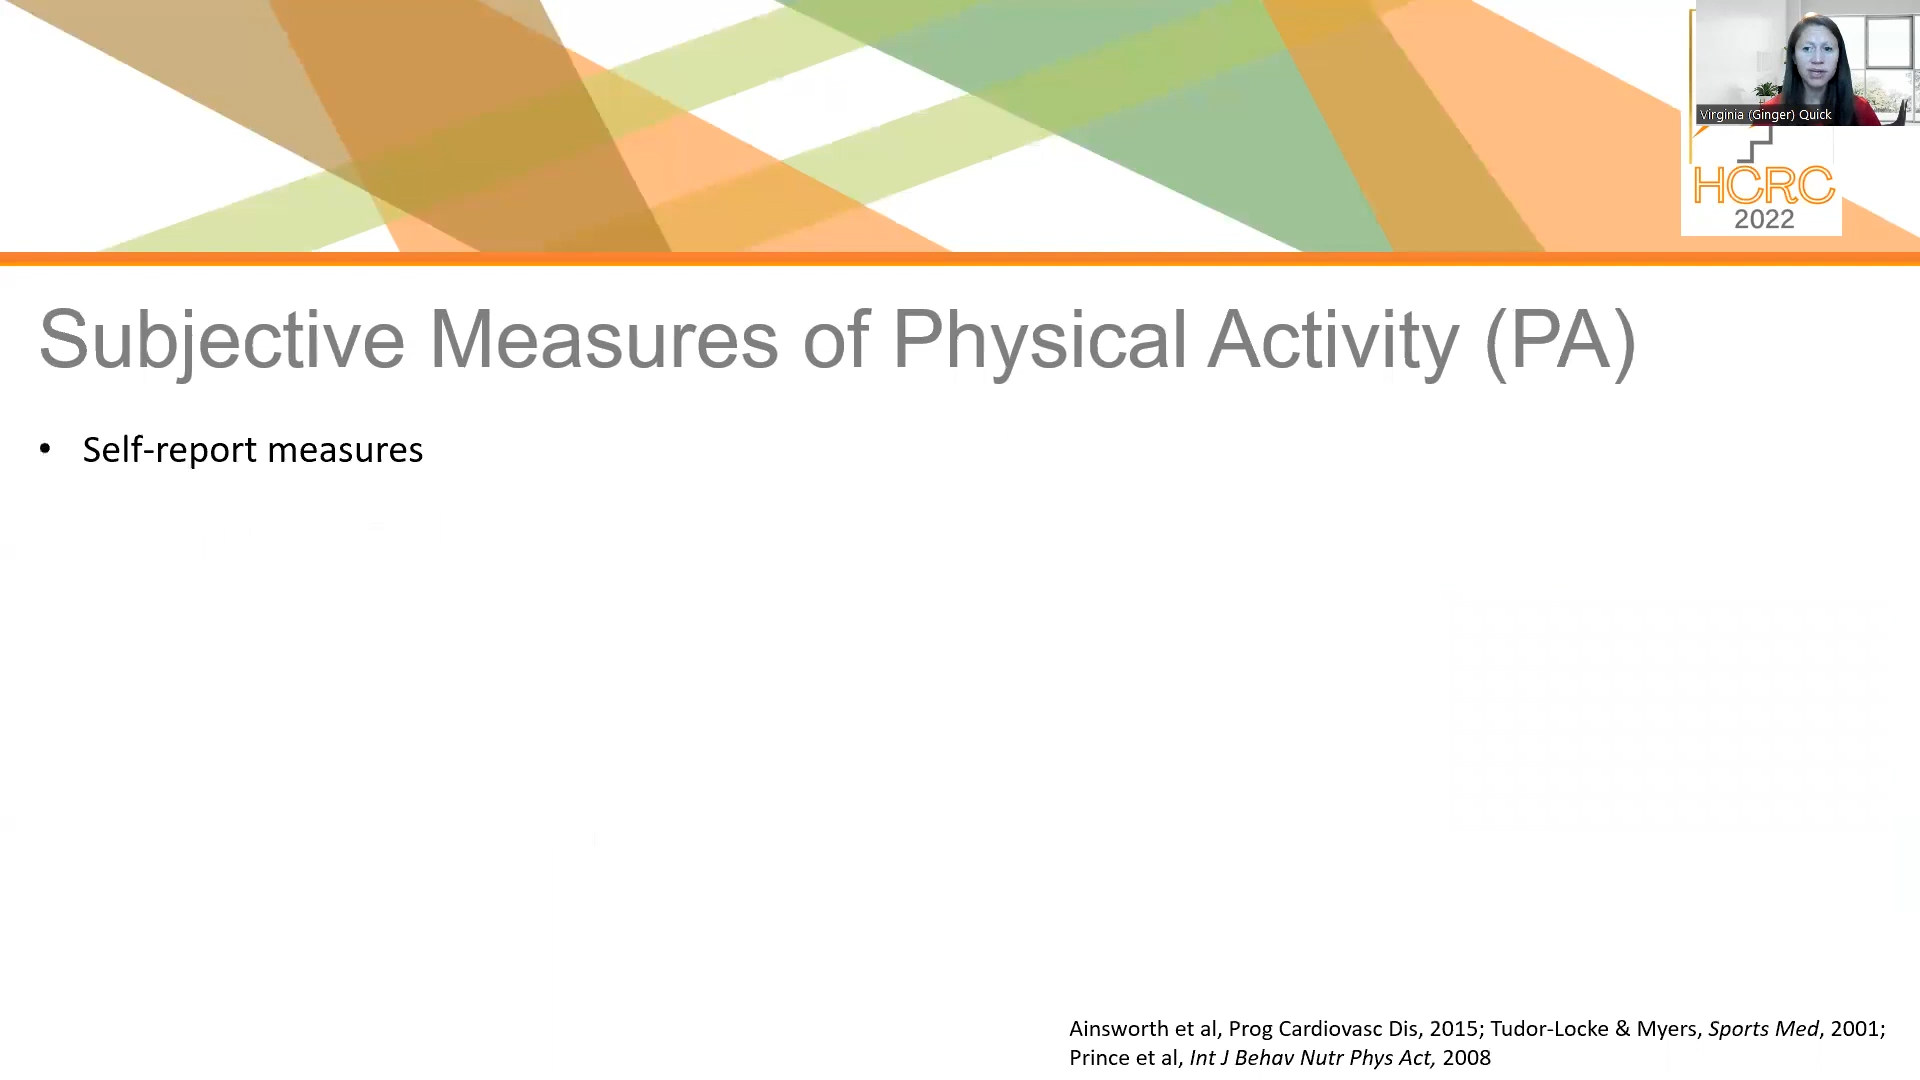 Virginia (Ginger) Quick
HCRC
2022
Subjective Measures of Physical Activity (PA)
• Self-report measures
Ainsworth et al, Prog Cardiovasc Dis, 2015; Tudor-Locke & Myers, Sports Med, 2001;
Prince et al, Int J Behav Nutr Phys Act, 2008